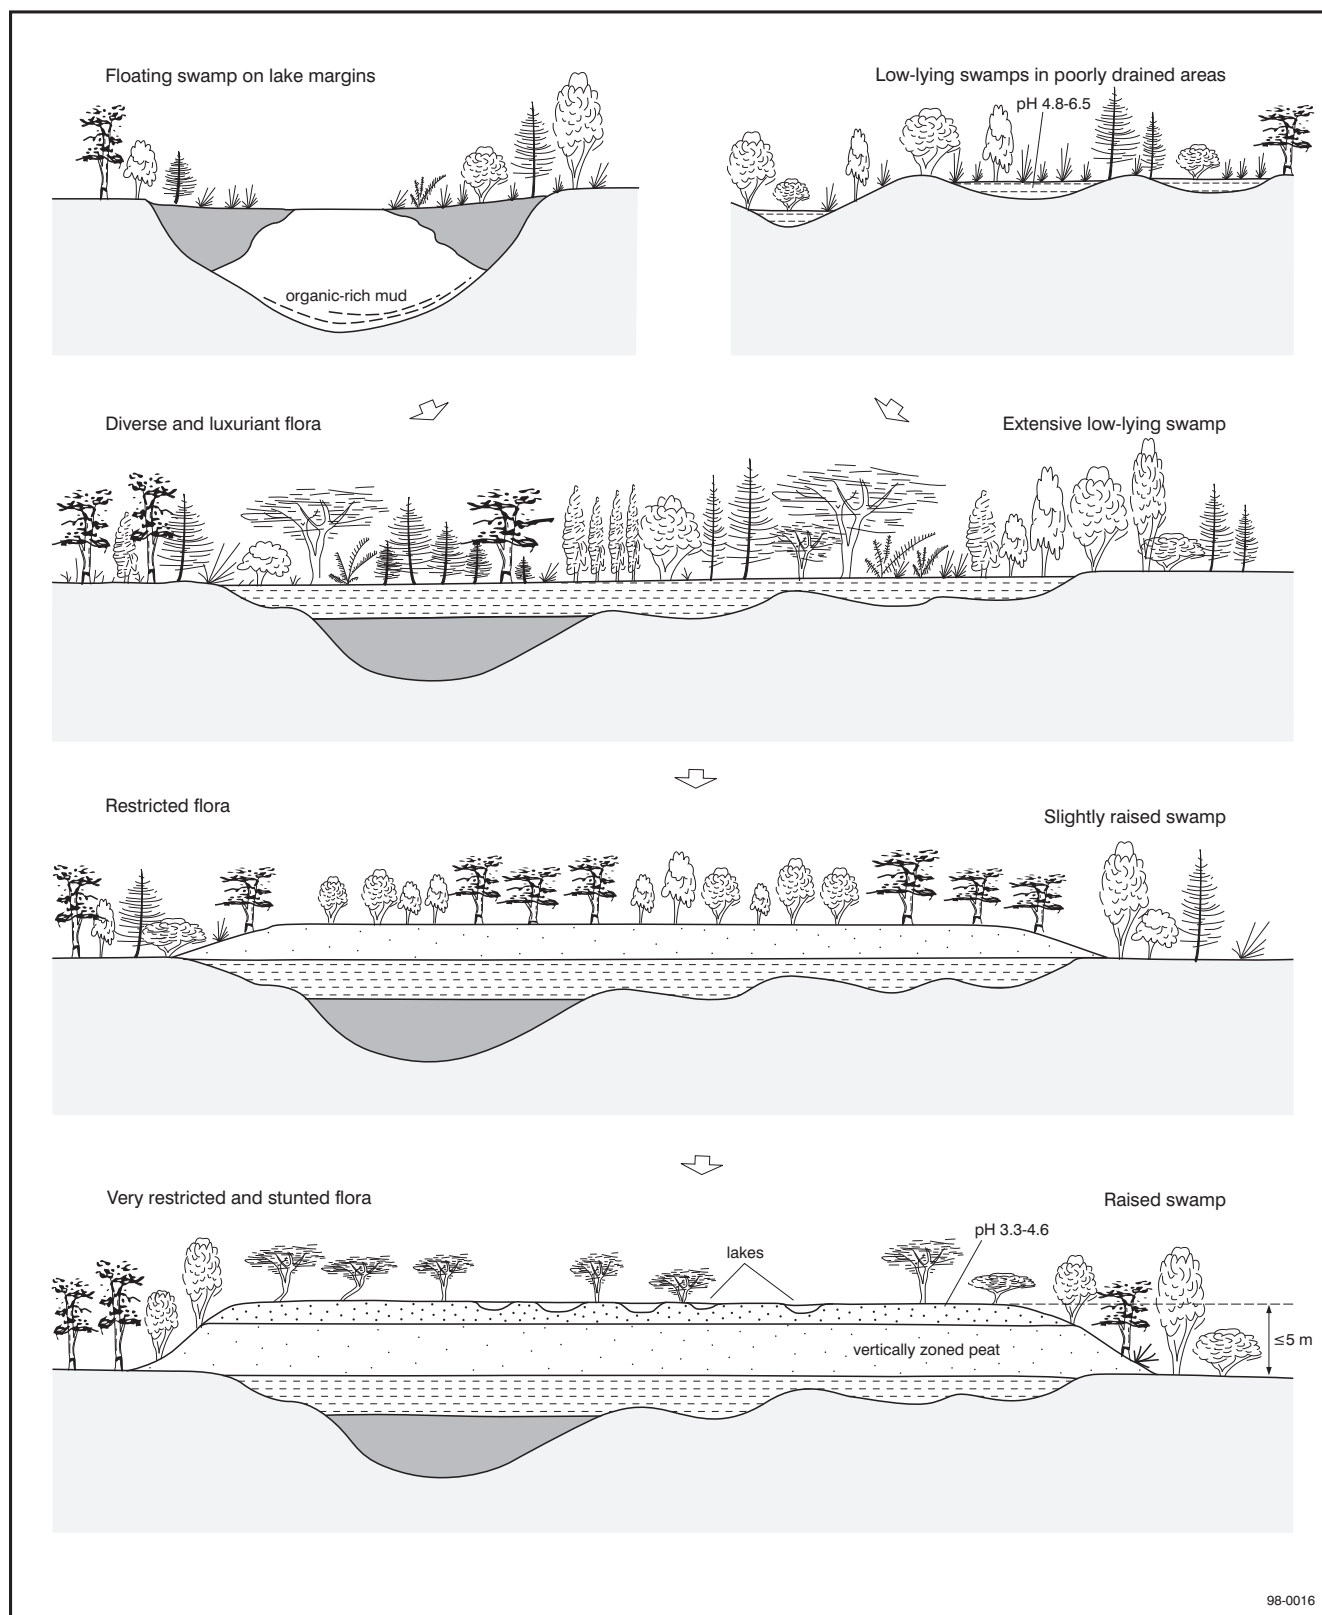 Floating swamp on lake margins
Low-lying swamps in poorly drained areas
pH 4.8-6.5
organic-rich mud
Diverse and luxuriant flora
Extensive low-lying swamp
Restricted flora
Slightly raised swamp
Very restricted and stunted flora
Raised swamp
pH 3.3-4.6
lakes
≤5 m
vertically zoned peat
98-0016